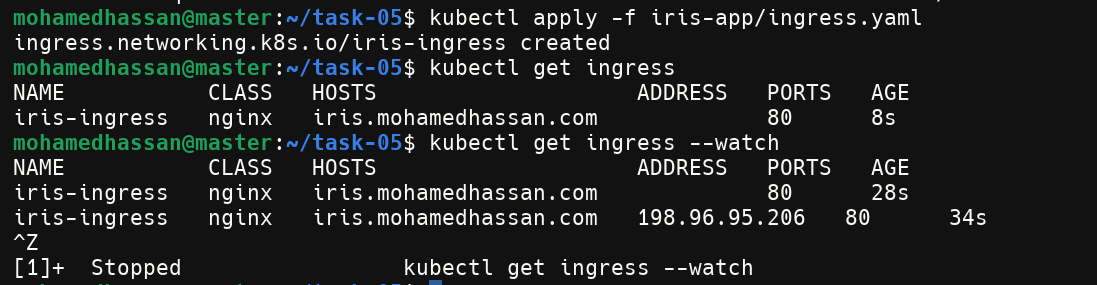 mohamedhassan@master:~/task-05$ kubectl apply -f iris-app/ingress.yaml
ingress.networking.k8s.io/iris-ingress created
mohamedhassan@master:~/task-05$ kubectl get ingress
NAME           CLASS   HOSTS                    ADDRESS   PORTS   AGE
iris-ingress   nginx   iris.mohamedhassan.com             80      8s
mohamedhassan@master:~/task-05$ kubectl get ingress --watch
NAME           CLASS   HOSTS                    ADDRESS   PORTS   AGE
iris-ingress   nginx   iris.mohamedhassan.com             80      28s
iris-ingress   nginx   iris.mohamedhassan.com   198.96.95.206   80      34s
^Z
[1]+  Stopped                 kubectl get ingress --watch